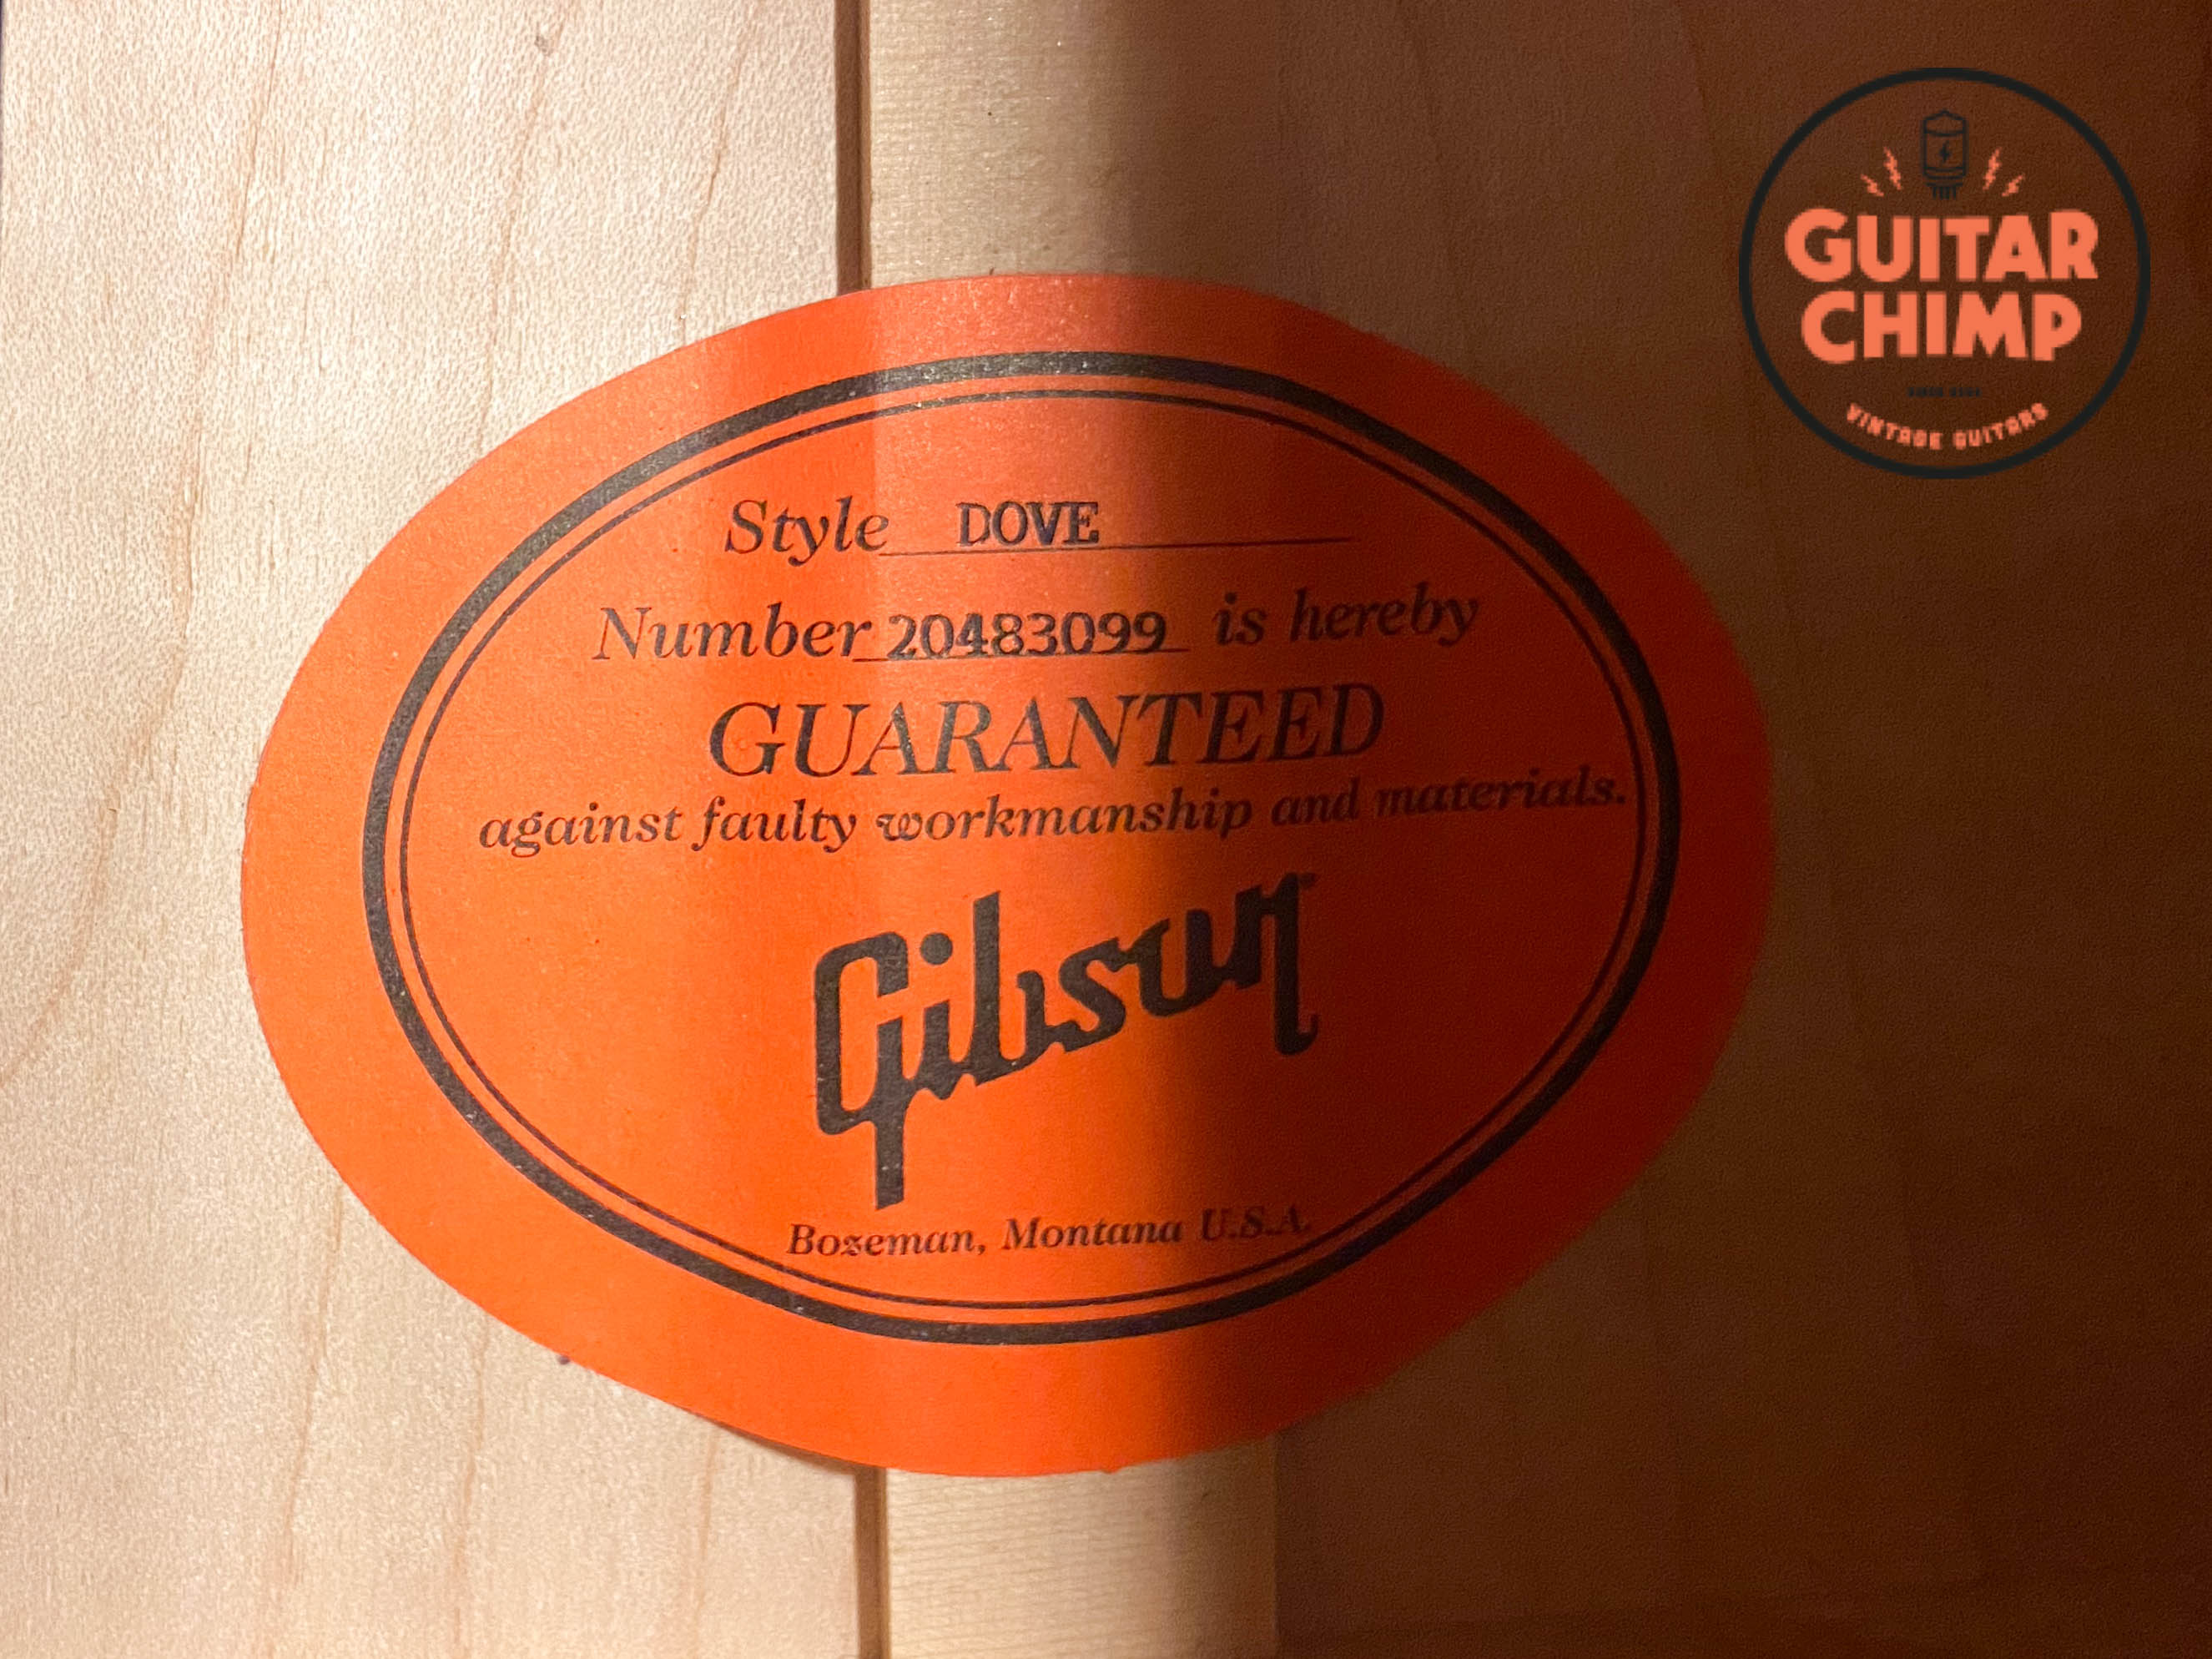 Style DOVE
Number 20483099 is hereby
GUARANTEED
against faulty workmanship and materials.
Gibson
Bozeman, Montana U.S.A.
GUITAR
CHIMP
VINTAGE GUITARS